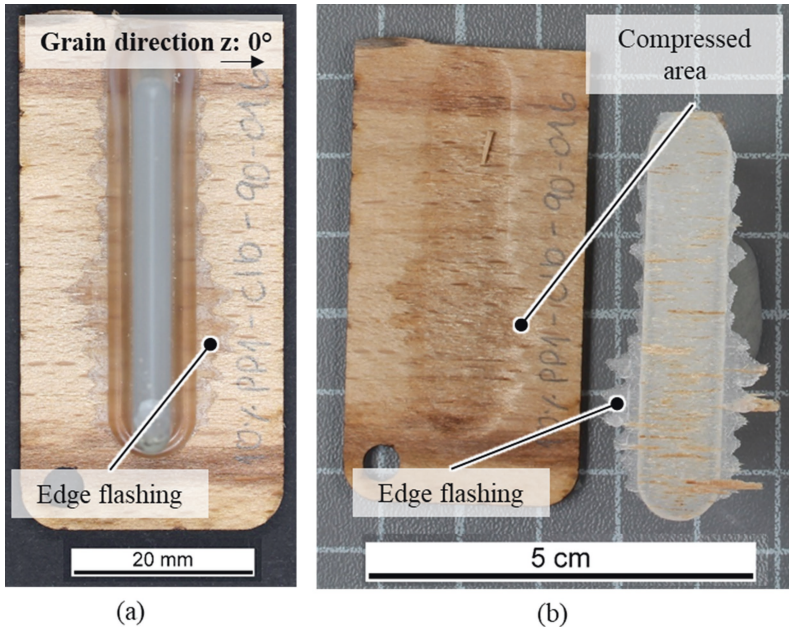 Grain direction z: 0°
Edge flashing
20 mm
(a)
Compressed
area
Edge flashing
5 cm
(b)